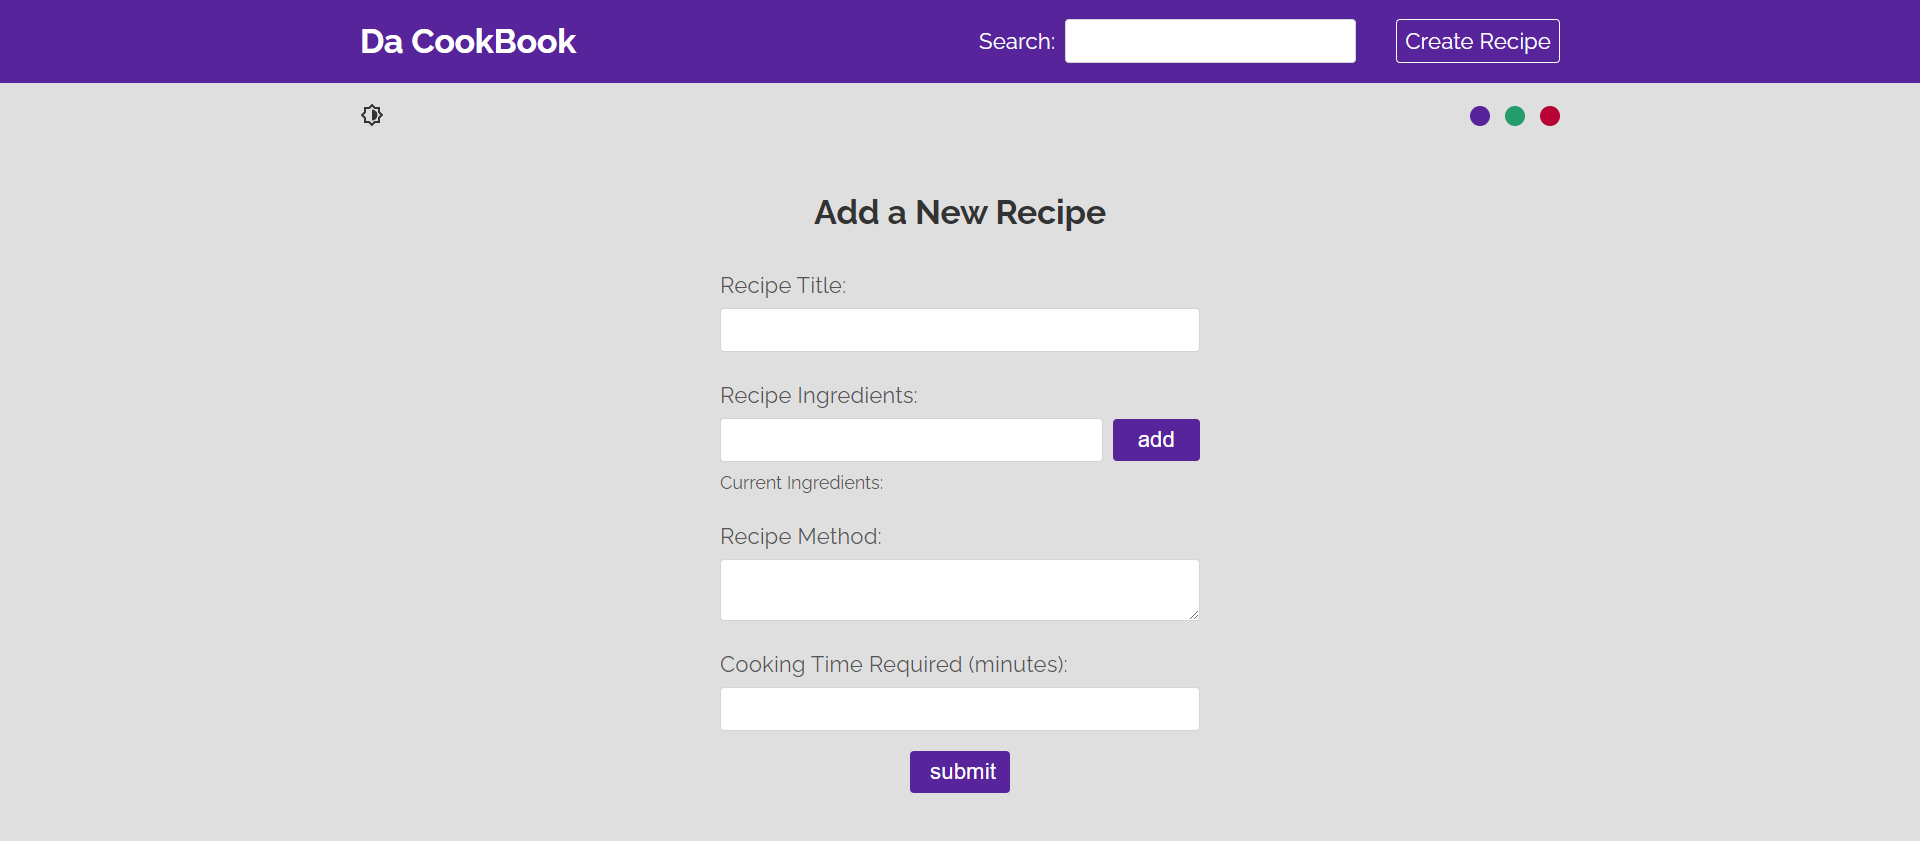 Da CookBook
Search:
Create Recipe
Add a New Recipe
Recipe Title:
Recipe Ingredients:
add
Current Ingredients:
Recipe Method:
Cooking Time Required (minutes):
submit